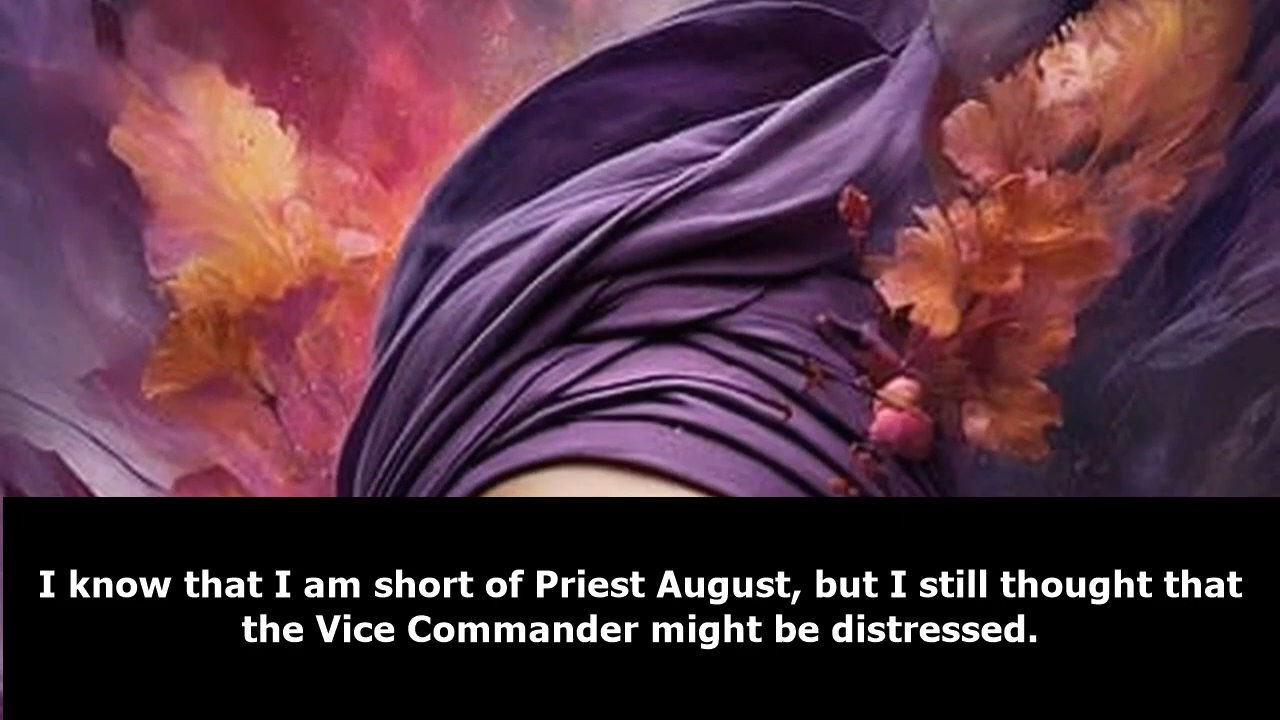 I know that I am short of Priest August, but I still thought that
the Vice Commander might be distressed.